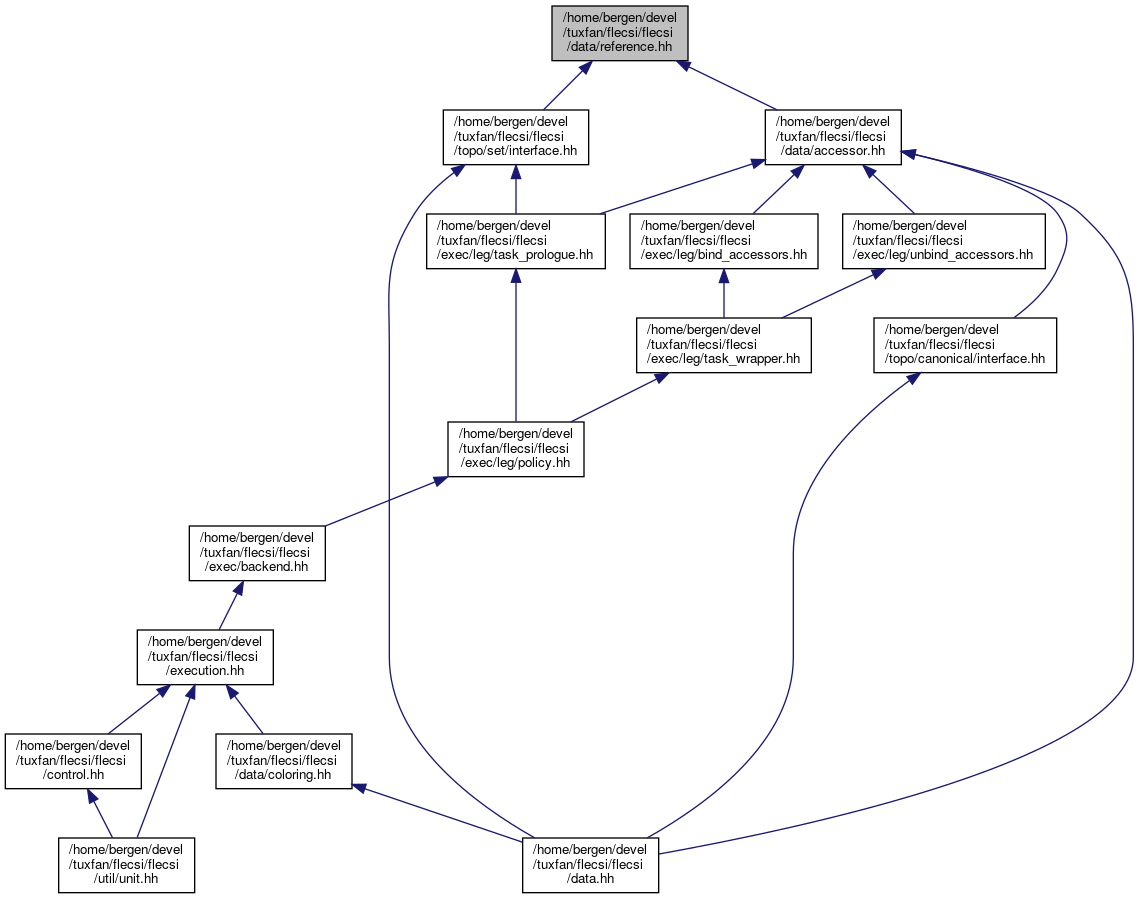 /home/bergen/devel
/tuxfan/flecsi/flecsi
/data/reference.hh
/home/bergen/devel
/tuxfan/flecsi/flecsi
/topo/set/interface.hh
/home/bergen/devel
/tuxfan/flecsi/flecsi
/data/accessor.hh
/home/bergen/devel
/tuxfan/flecsi/flecsi
/exec/leg/task_prologue.hh
/home/bergen/devel
/tuxfan/flecsi/flecsi
/exec/leg/bind_accessors.hh
/home/bergen/devel
/tuxfan/flecsi/flecsi
/exec/leg/unbind_accessors.hh
/home/bergen/devel
/tuxfan/flecsi/flecsi
/exec/leg/task_wrapper.hh
/home/bergen/devel
/tuxfan/flecsi/flecsi
/topo/canonical/interface.hh
/home/bergen/devel
/tuxfan/flecsi/flecsi
/exec/leg/policy.hh
/home/bergen/devel
/tuxfan/flecsi/flecsi
/exec/backend.hh
/home/bergen/devel
/tuxfan/flecsi/flecsi
/execution.hh
/home/bergen/devel
/tuxfan/flecsi/flecsi
/control.hh
/home/bergen/devel
/tuxfan/flecsi/flecsi
/data/coloring.hh
/home/bergen/devel
/tuxfan/flecsi/flecsi
/util/unit.hh
/home/bergen/devel
/tuxfan/flecsi/flecsi
/data.hh